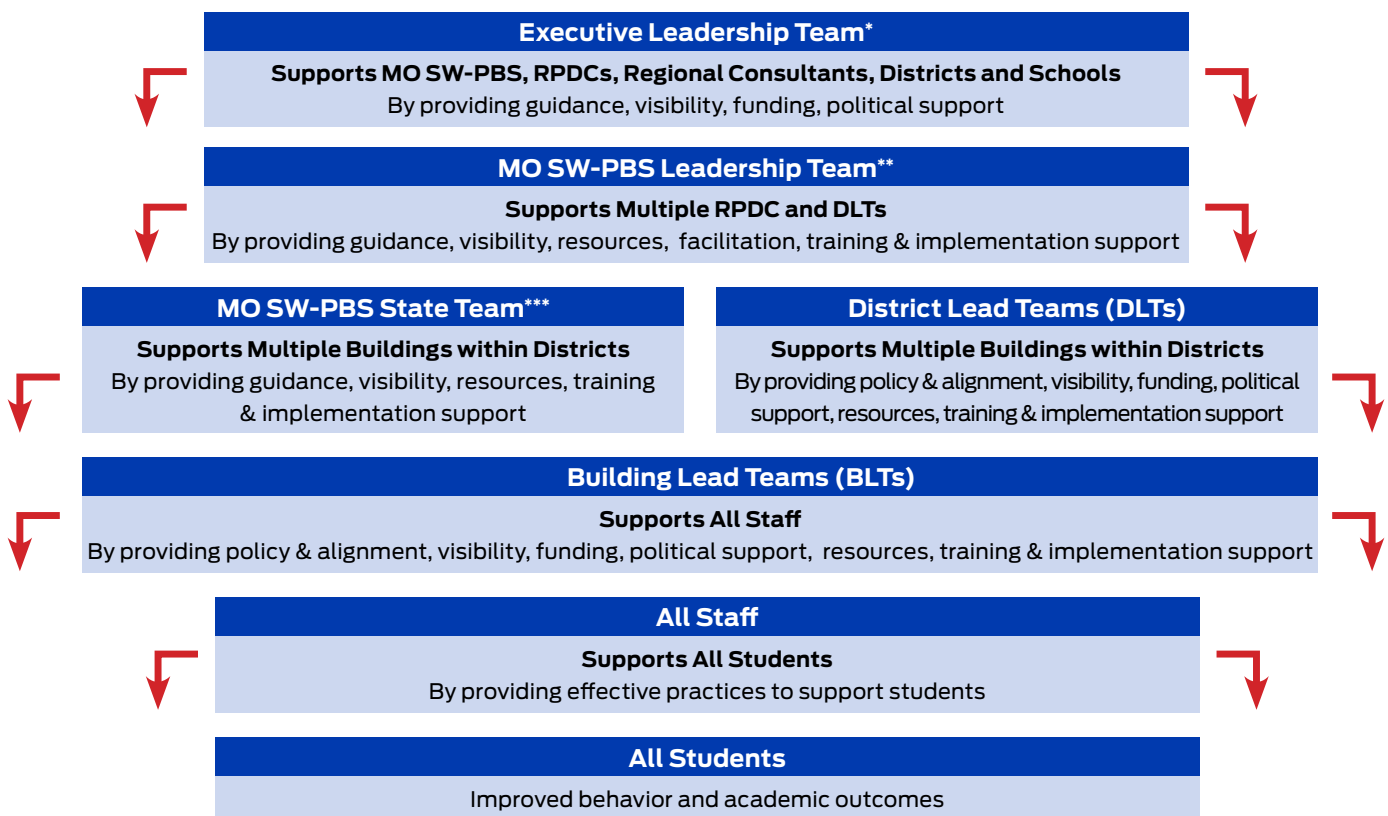 Executive Leadership Team*
Supports MO SW-PBS, RPDCs, Regional Consultants, Districts and Schools
By providing guidance, visibility, funding, political support
MO SW-PBS Leadership Team**
Supports Multiple RPDC and DLTs
By providing guidance, visibility, resources, facilitation, training & implementation support
MO SW-PBS State Team***
Supports Multiple Buildings within Districts
By providing guidance, visibility, resources, training
& implementation support
District Lead Teams (DLTs)
Supports Multiple Buildings within Districts
By providing policy & alignment, visibility, funding, political
support, resources, training & implementation support
Building Lead Teams (BLTs)
Supports All Staff
By providing policy & alignment, visibility, funding, political support, resources, training & implementation support
All Staff
Supports All Students
By providing effective practices to support students
All Students
Improved behavior and academic outcomes